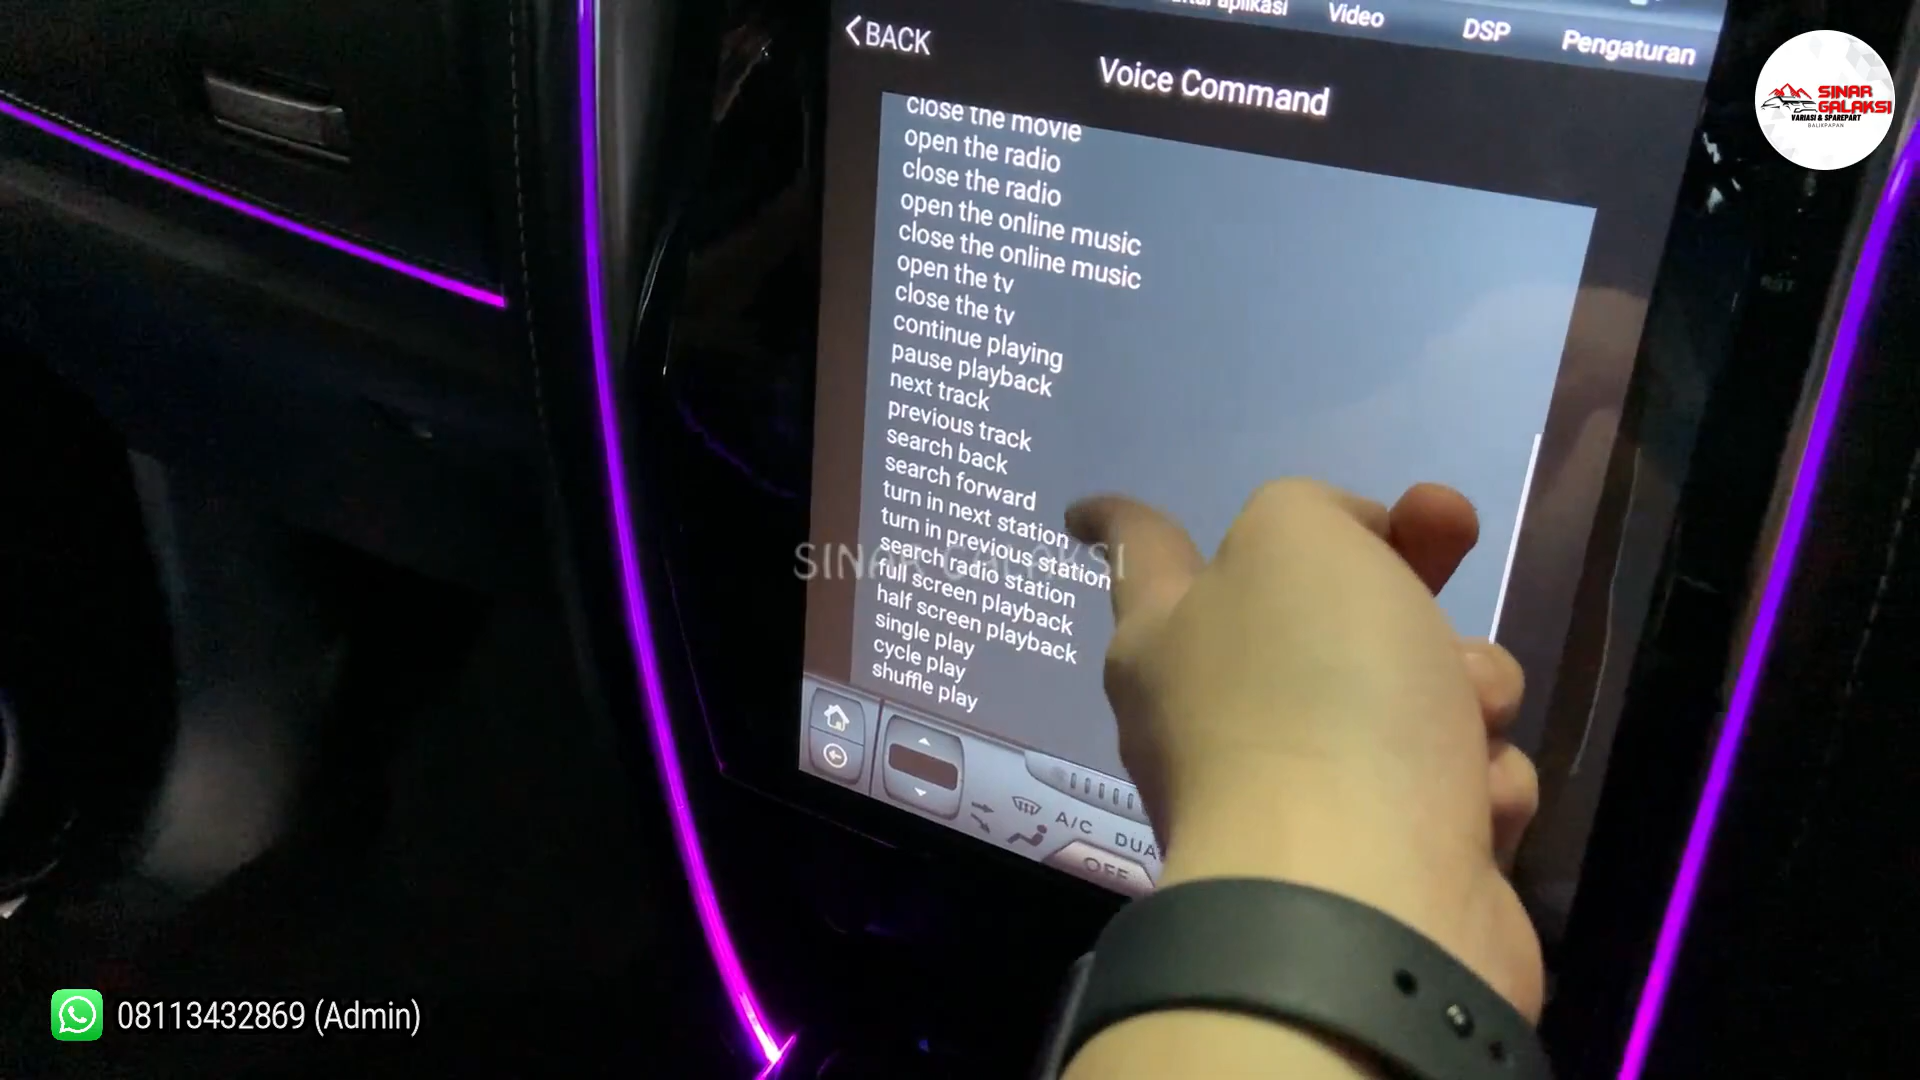 aplikasi
Video
DSP
Pengaturan
BACK
Voice Command
close the movie
open the radio
close the radio
open the online music
close the online music
open the tv
close the tv
continue playing
pause playback
next track
previous track
search back
search forward
turn in next station
turn in previous station
search radio station
full screen playback
half screen playback
single play
cycle play
shuffle play
A/C
OFF
SINAR GALAKSI
SINAR
GALAKSI
VARIASI & SPAREPART
BALIKPAPAN
08113432869 (Admin)